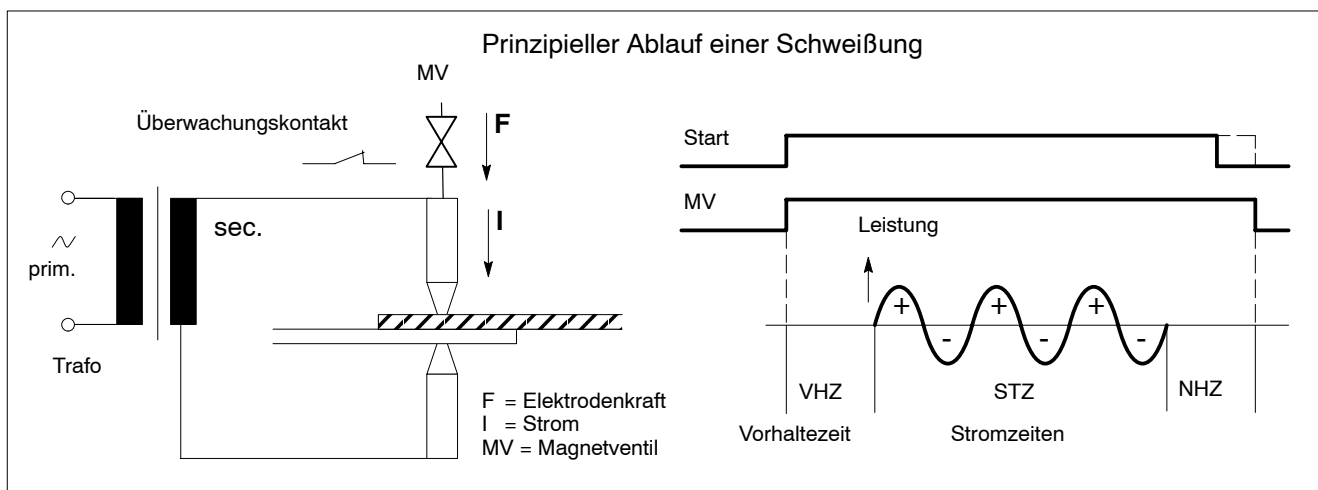 Prinzipieller Ablauf einer Schweißung
MV
Überwachungskontakt
F
I
sec.
prim.
Trafo
F = Elektrodenkraft
I = Strom
MV = Magnetventil
Start
MV
Leistung
+ + +
- - -
VHZ STZ NHZ
Vorhaltezeit Stromzeiten